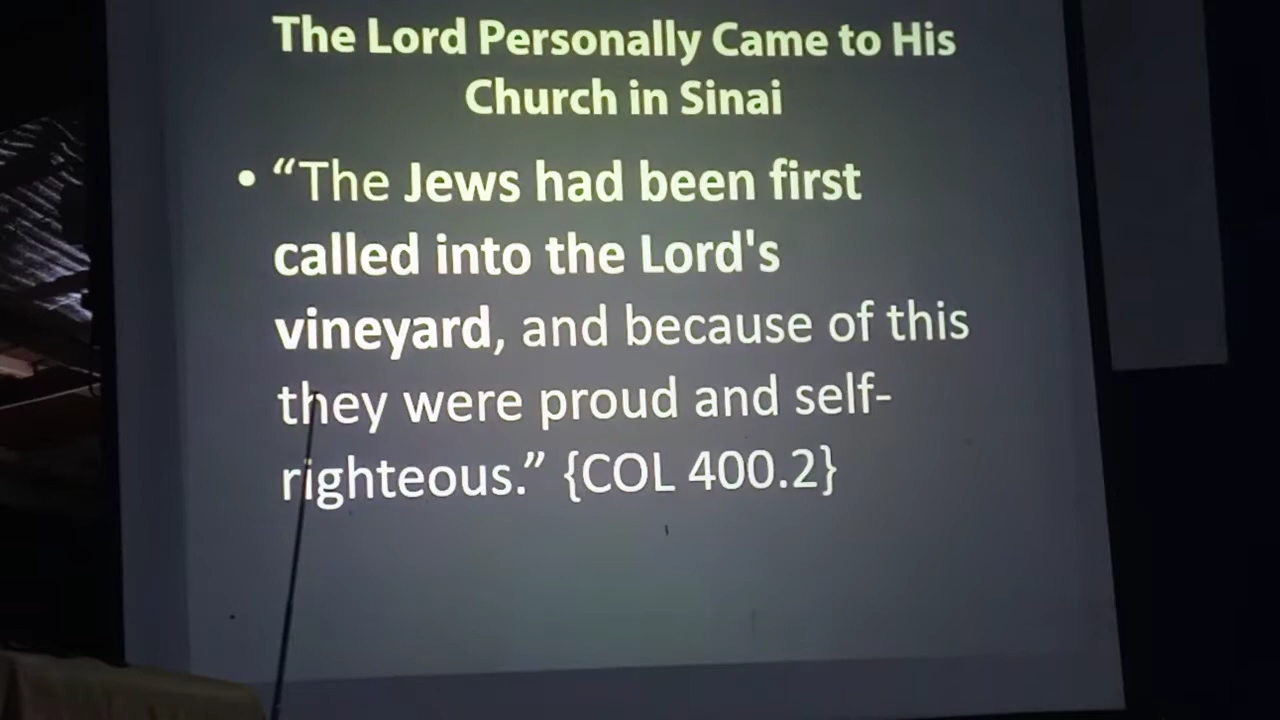 The Lord Personally Came to His
Church in Sinai
• “The Jews had been first
called into the Lord's
vineyard, and because of this
they were proud and self-
righteous.” {COL 400.2}